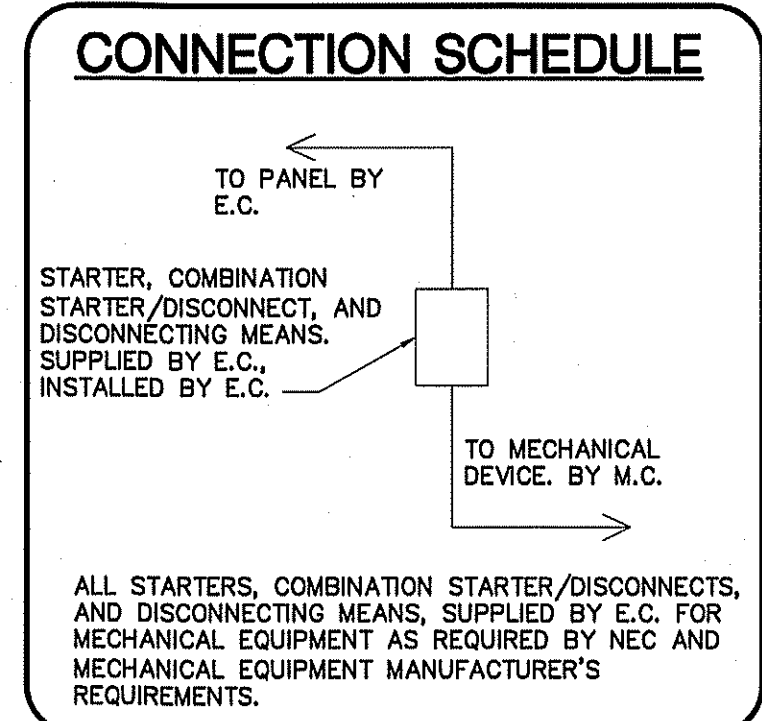 CONNECTION SCHEDULE
TO PANEL BY
E.C.
STARTER, COMBINATION
STARTER/DISCONNECT, AND
DISCONNECTING MEANS.
SUPPLIED BY E.C.,
INSTALLED BY E.C.
TO MECHANICAL
DEVICE. BY M.C.
ALL STARTERS, COMBINATION STARTER/DISCONNECTS,
AND DISCONNECTING MEANS, SUPPLIED BY E.C. FOR
MECHANICAL EQUIPMENT AS REQUIRED BY NEC AND
MECHANICAL EQUIPMENT MANUFACTURER'S
REQUIREMENTS.